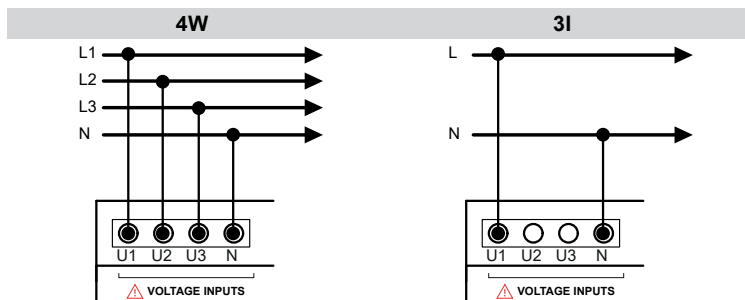 4W 3I
L1 L
L2
L3
N N
U1 U2 U3 N U1 U2 U3 N
VOLTAGE INPUTS VOLTAGE INPUTS